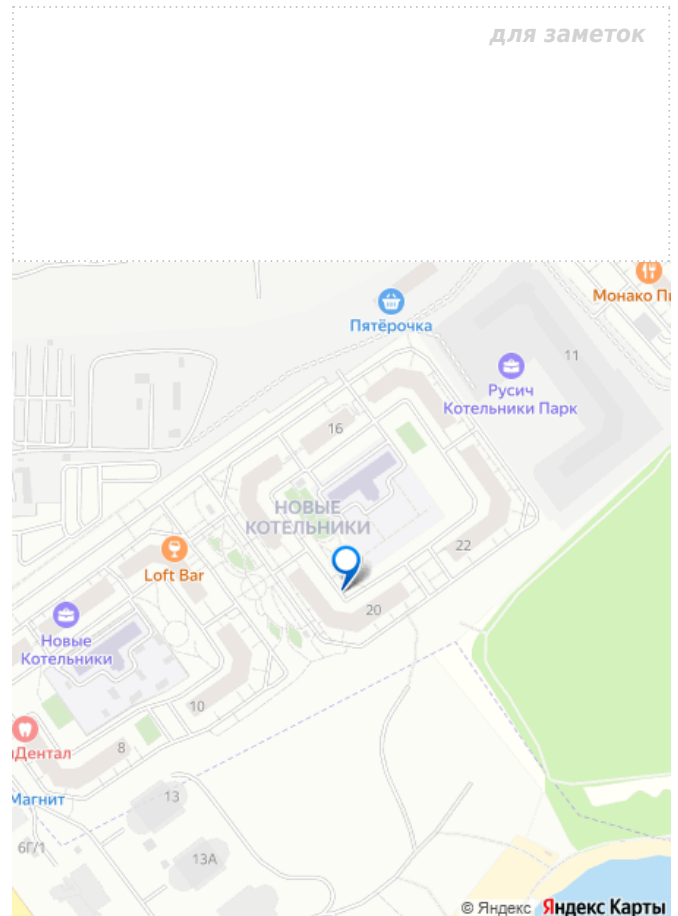 для заметок
Монако Пи
Пятёрочка
11
Русич
Котельники Парк
16
НОВЫЕ
КОТЕЛЬНИКИ
22
Loft Bar
20
Новые
Котельники
10
8
Дентал
Магнит
13
6Г/1
13А
© Яндекс Яндекс Карты